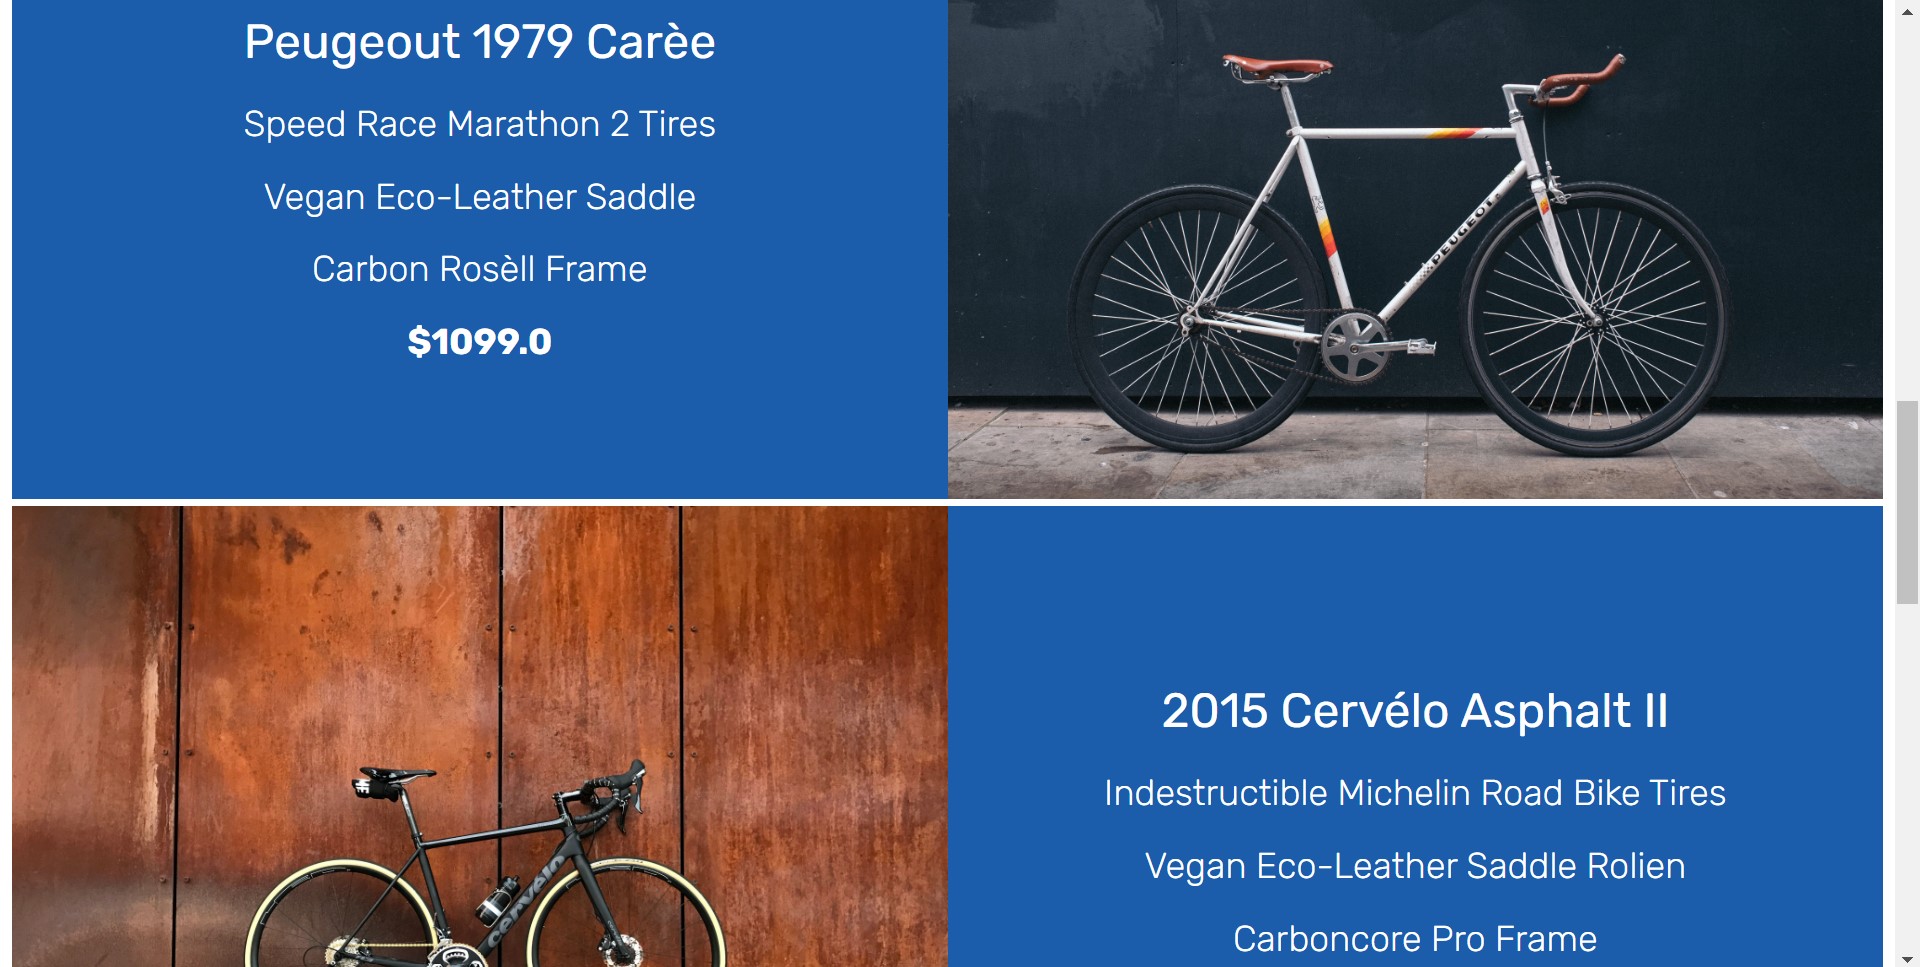 Peugeout 1979 Carèe
Speed Race Marathon 2 Tires
Vegan Eco-Leather Saddle
Carbon Rosèll Frame
$1099.0
PEUGEOT
2015 Cervélo Asphalt II
Indestructible Michelin Road Bike Tires
Vegan Eco-Leather Saddle Rolien
Carboncore Pro Frame
cervélo